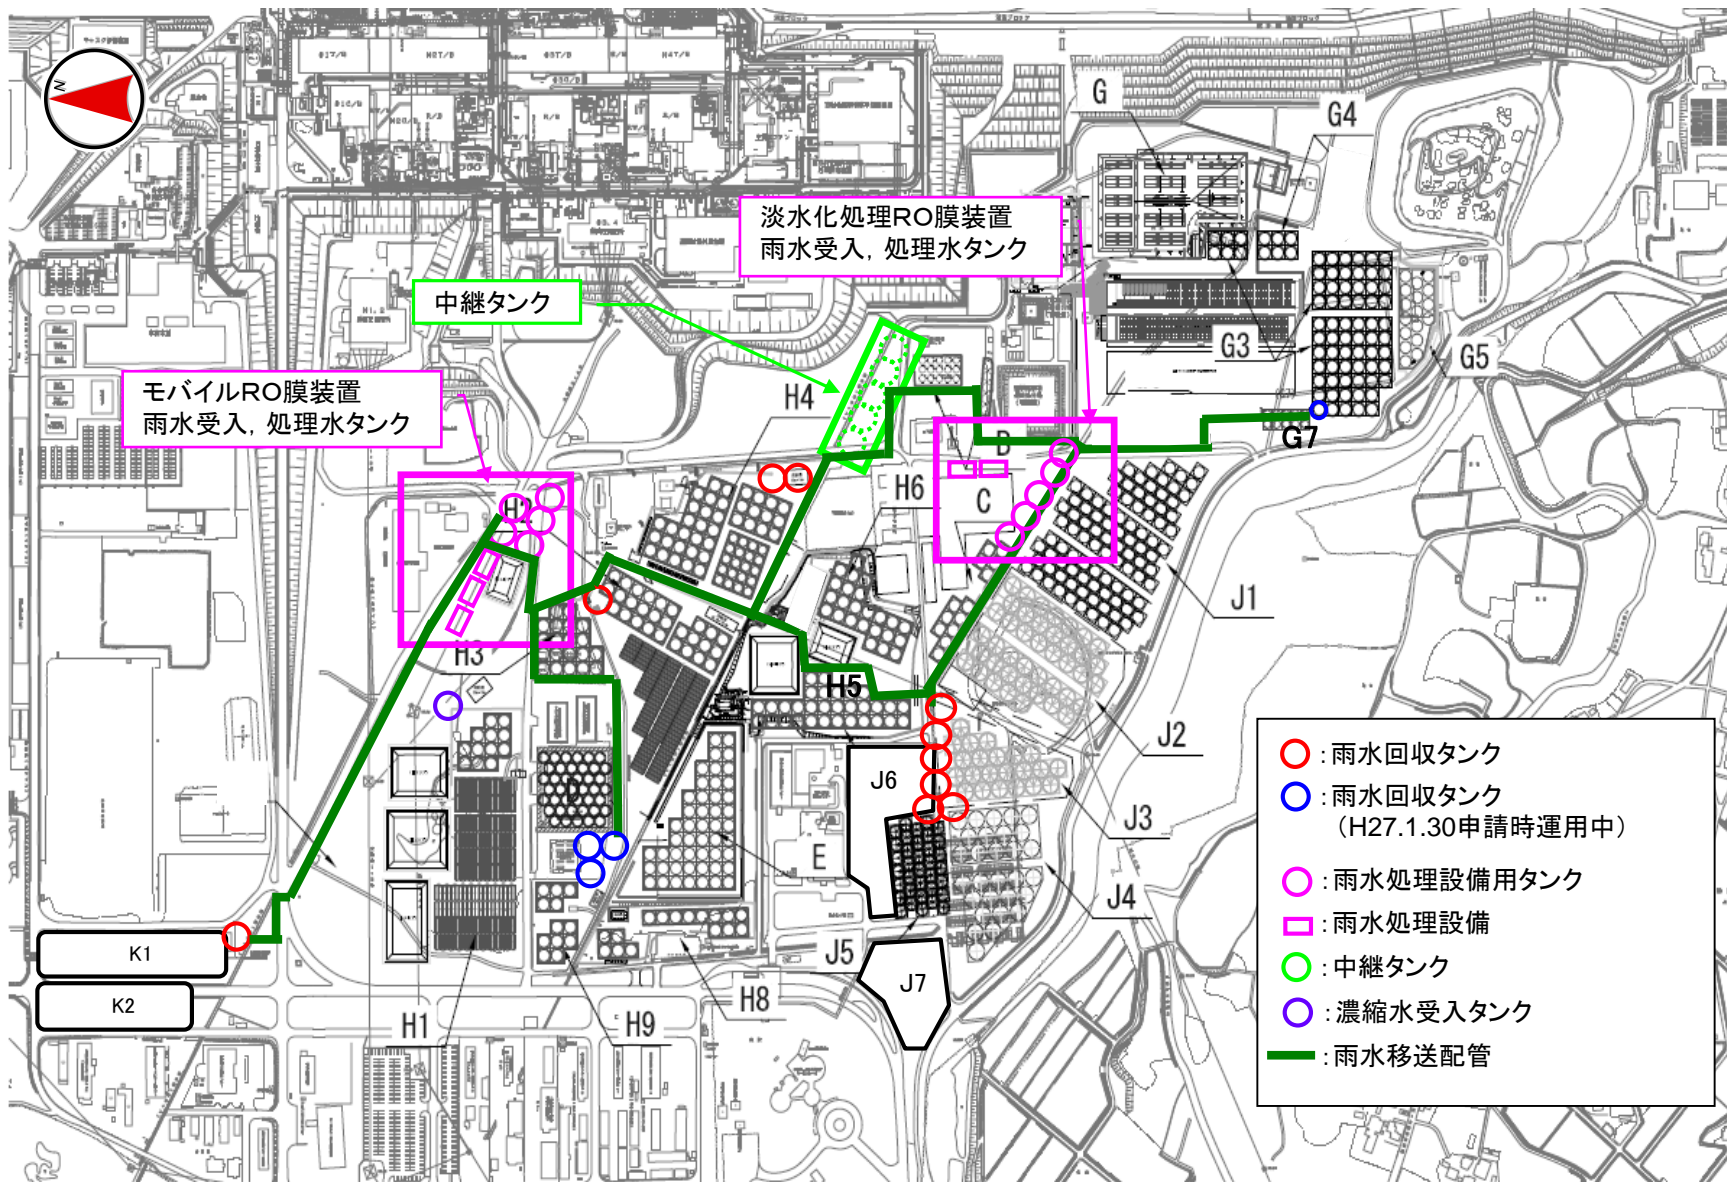 N
G
G4
淡水化処理RO膜装置
雨水受入，処理水タンク
中継タンク
モバイルRO膜装置
雨水受入，処理水タンク
G3
G5
H4
G7
B
H6
C
H2
J1
H3
H5
J2
J6
J3
E
J4
J5
J7
K1
K2
H8
H1
H9
：雨水回収タンク
：雨水回収タンク
（H27.1.30申請時運用中）
：雨水処理設備用タンク
：雨水処理設備
：中継タンク
：濃縮水受入タンク
：雨水移送配管